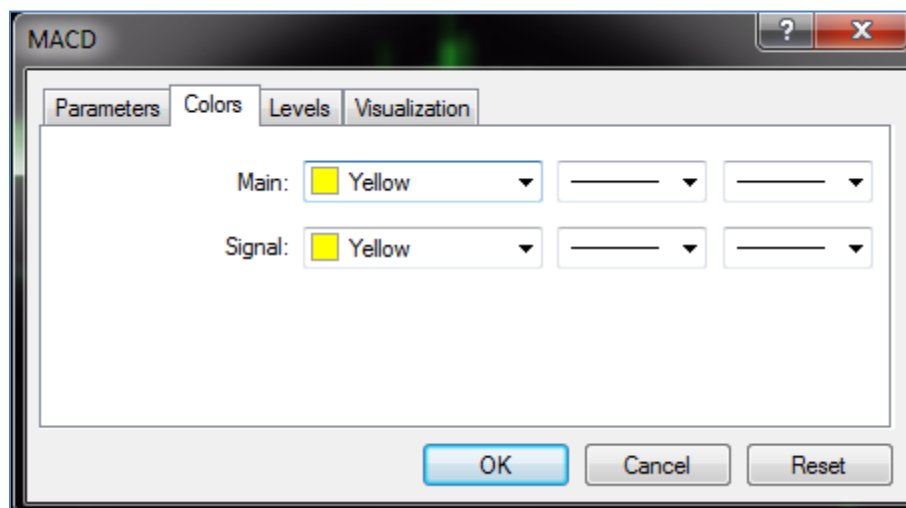 MACD
?
Parameters Colors Levels Visualization
Main: Yellow
Signal: Yellow
OK Cancel Reset